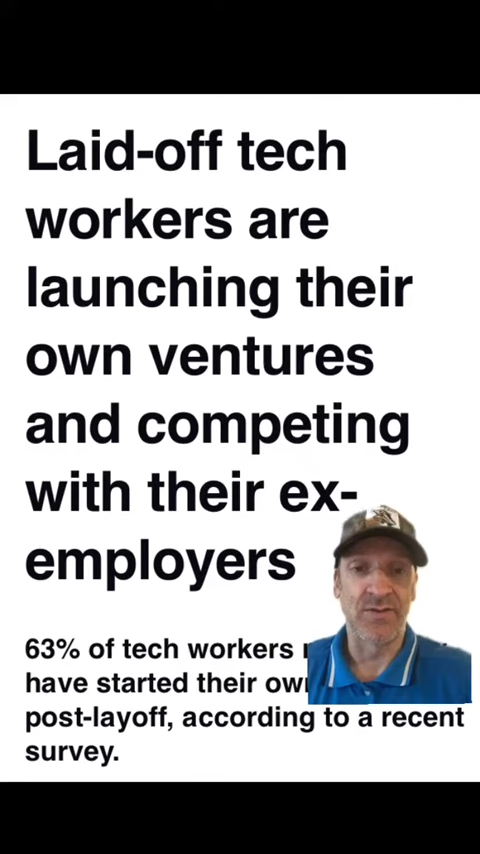 Laid-off tech
workers are
launching their
own ventures
and competing
with their ex-
employers
63% of tech workers
have started their
post-layoff, according to a recent
survey.